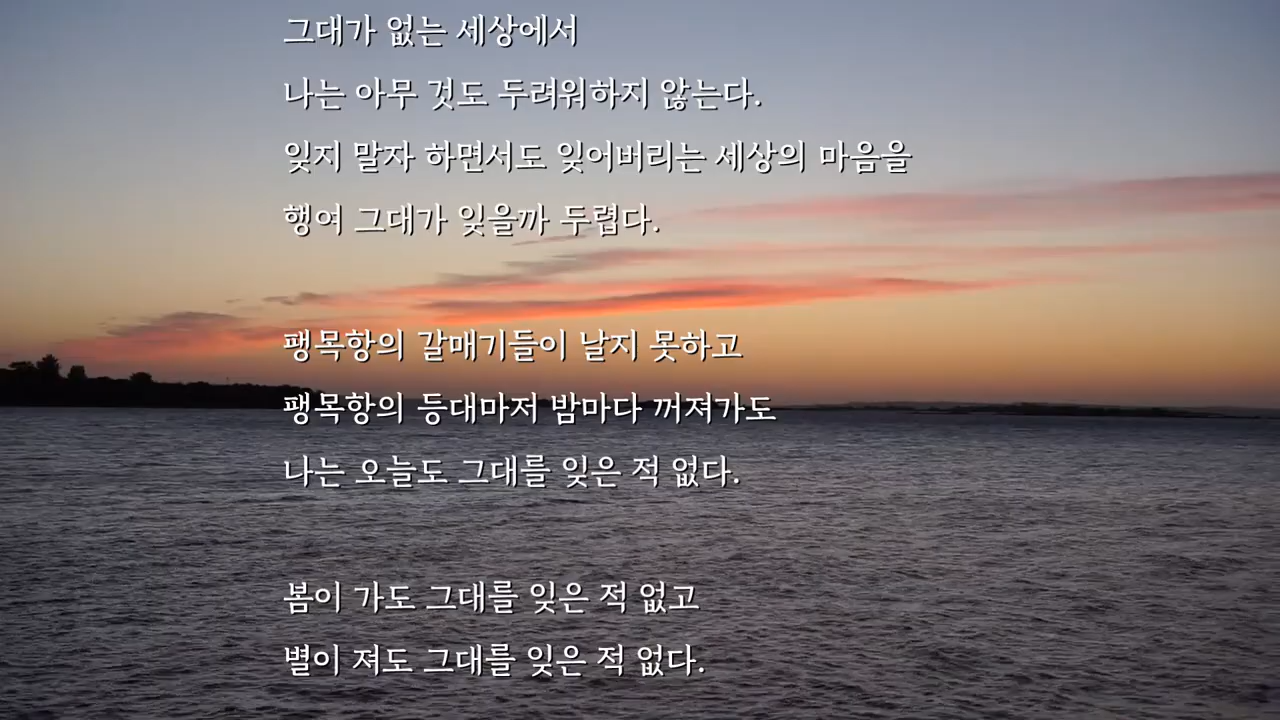 그대가 없는 세상에서
나는 아무 것도 두려워하지 않는다.
잊지 말자 하면서도 잊어버리는 세상의 마음을
행여 그대가 잊을까 두렵다.
팽목항의 갈매기들이 날지 못하고
팽목항의 등대마저 밤마다 꺼져가도
나는 오늘도 그대를 잊은 적 없다.
봄이 가도 그대를 잊은 적 없고
별이 져도 그대를 잊은 적 없다.